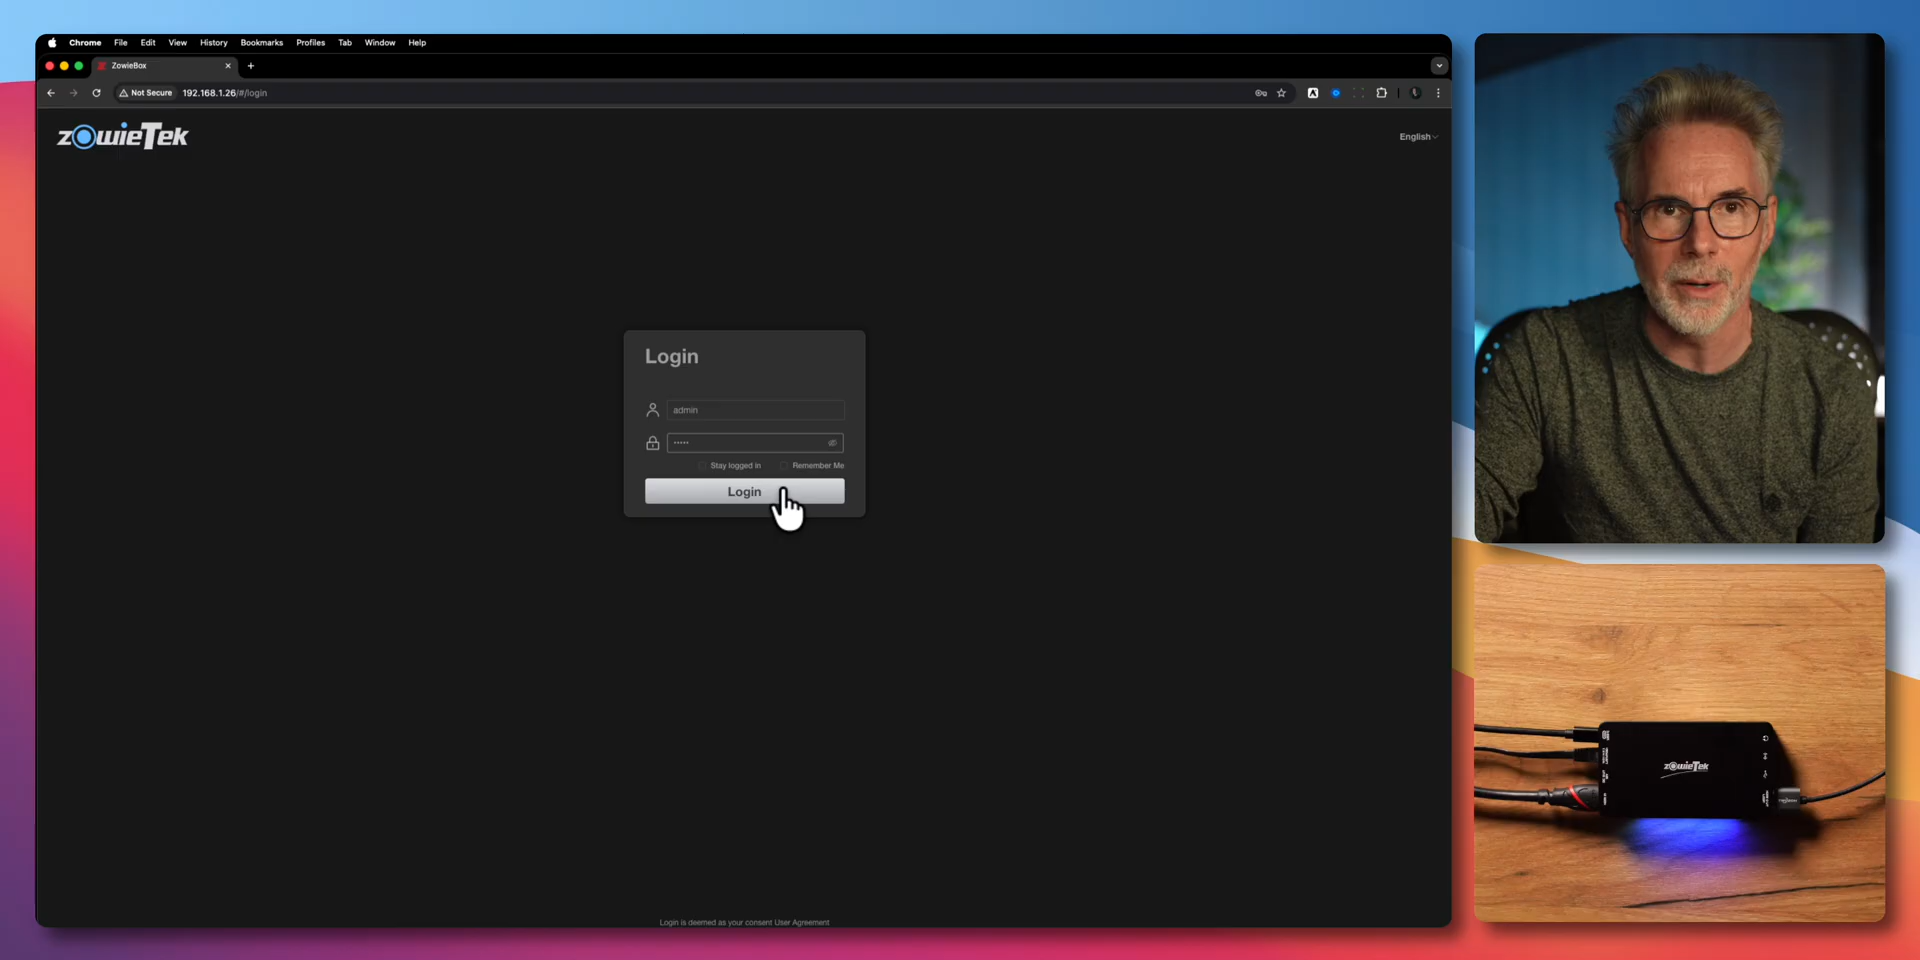 Chrome File Edit View History Bookmarks Profiles Tab Window Help
ZowieBox
Not Secure 192.168.1.26/#/login
zowieTek
English
Login
admin
•••••
Stay logged in Remember Me
Login
Login is deemed as your consent User Agreement
zowieTek